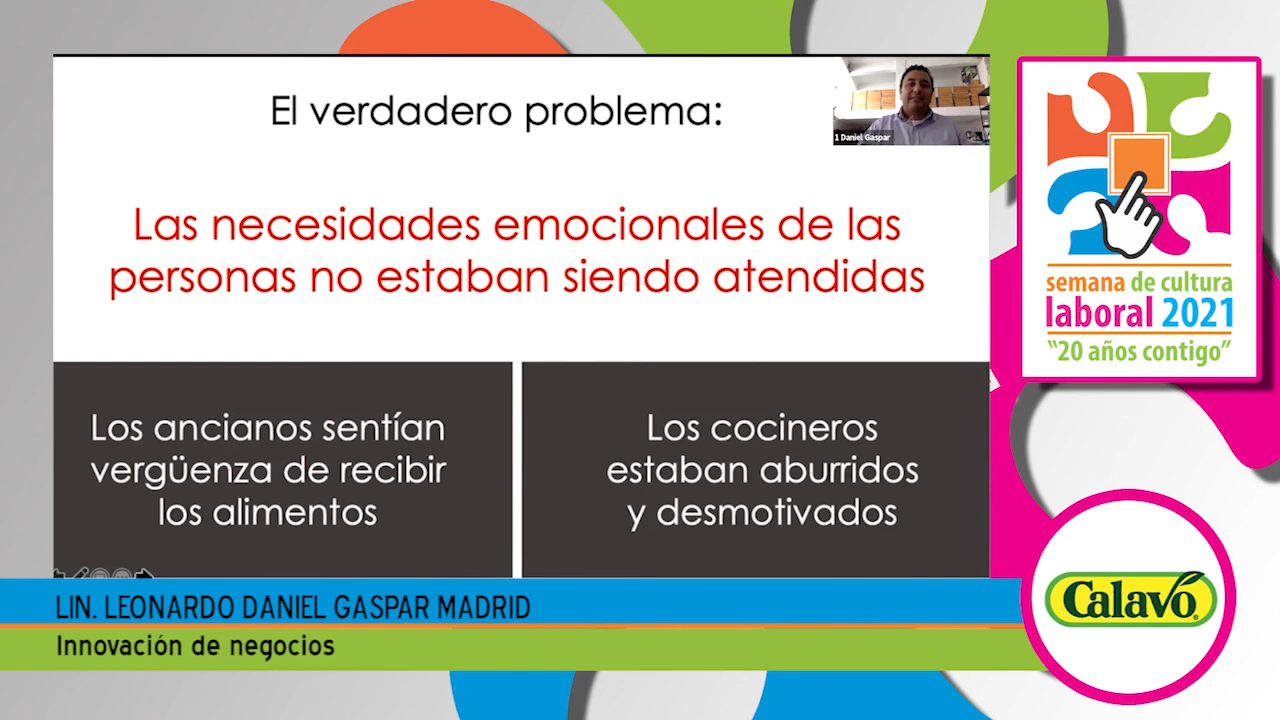 El verdadero problema:
1 Daniel Gaspar
Las necesidades emocionales de las
personas no estaban siendo atendidas
Los ancianos sentían
vergüenza de recibir
los alimentos
Los cocineros
estaban aburridos
y desmotivados
semana de cultura
laboral 2021
"20 años contigo"
LIN. LEONARDO DANIEL GASPAR MADRID
Innovación de negocios
Calavo